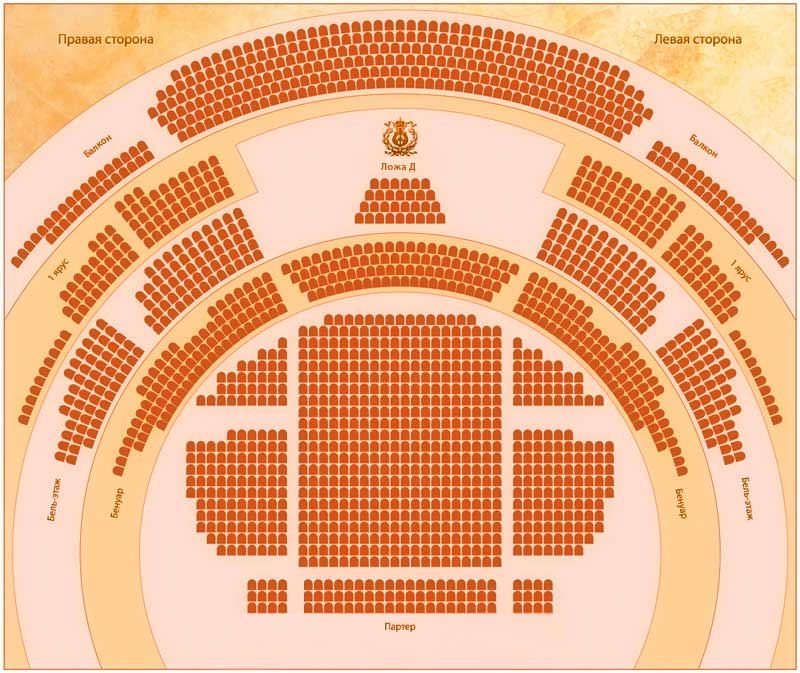 Правая сторона
Левая сторона
Балкон
Балкон
Ложа Д
1 ярус
1 ярус
Бель-этаж
Бенуар
Бенуар
Бель-этаж
Партер